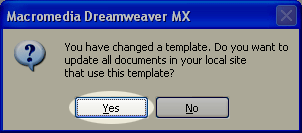 Macromedia Dreamweaver MX
You have changed a template. Do you want to
update all documents in your local site
that use this template?
Yes
No